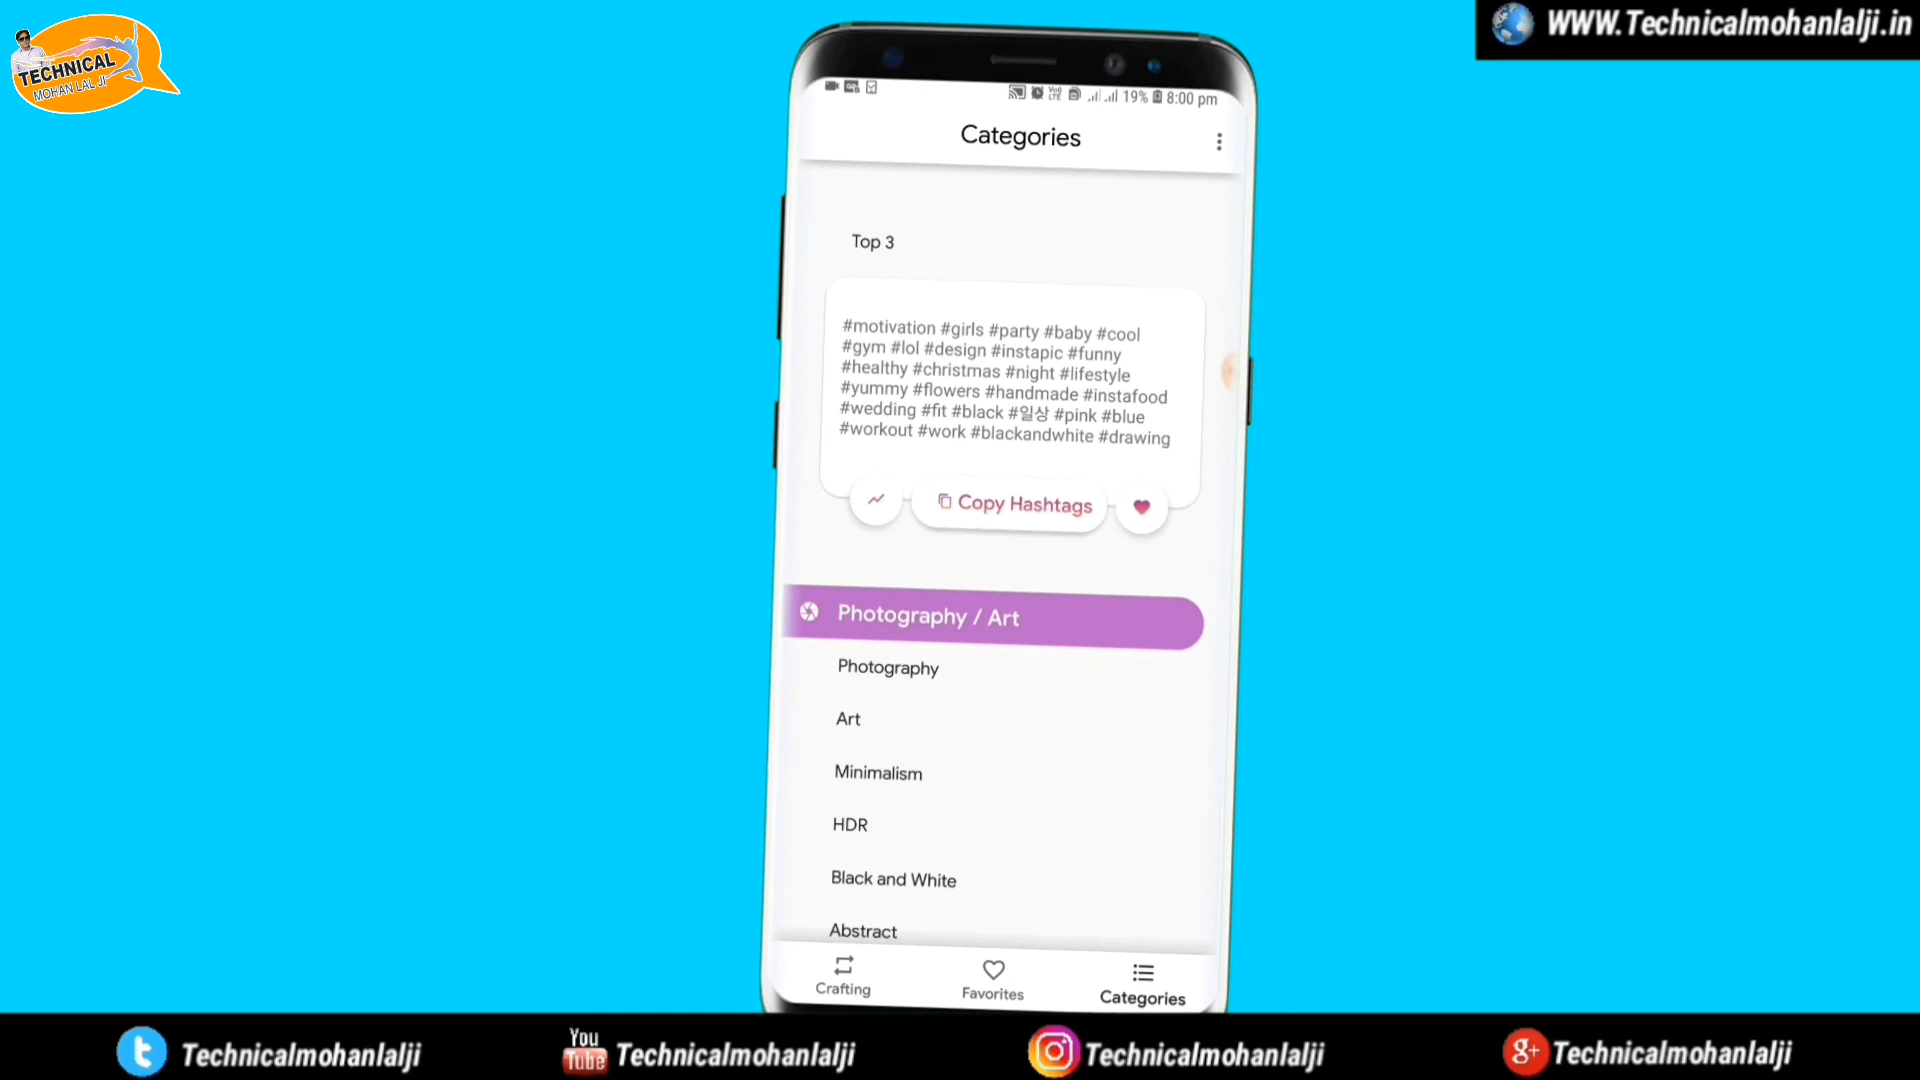 TECHNICAL
MOHAN LAL JI
WWW.Technicalmohanlalji.in
19% 8:00 pm
Categories
Top 3
#motivation #girls #party #baby #cool
#gym #lol #design #instapic #funny
#healthy #christmas #night #lifestyle
#yummy #flowers #handmade #instafood
#wedding #fit #black #일상 #pink #blue
#workout #work #blackandwhite #drawing
Copy Hashtags
Photography / Art
Photography
Art
Minimalism
HDR
Black and White
Abstract
Crafting
Favorites
Categories
t Technicalmohanlalji
You Tube Technicalmohanlalji
Technicalmohanlalji
g+ Technicalmohanlalji